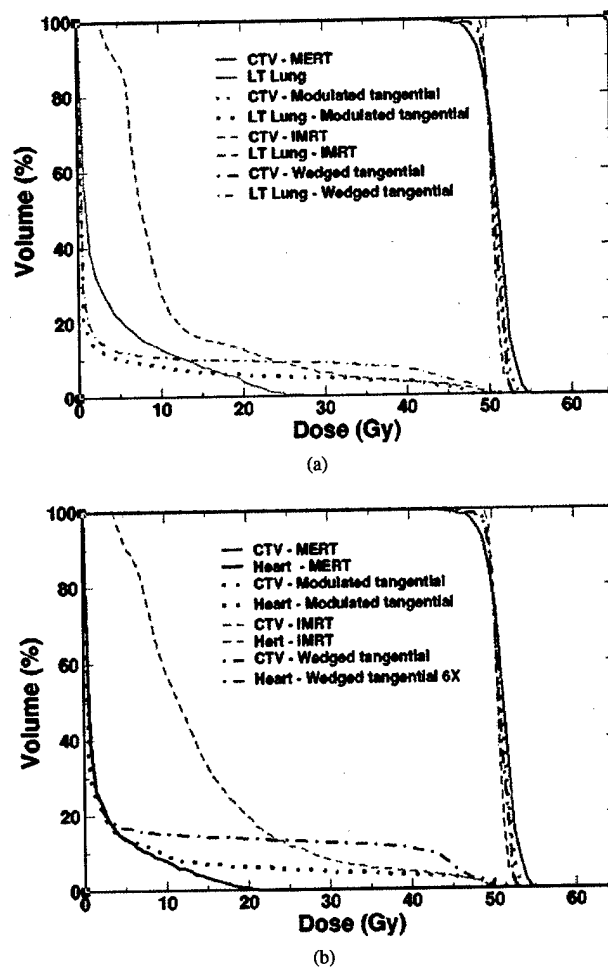 100
80
60
40
20
0
Volume (%)
CTV - MERT
LT Lung
CTV - Modulated tangential
LT Lung - Modulated tangential
CTV - IMRT
LT Lung - IMRT
CTV - Wedged tangential
LT Lung - Wedged tangential
0 10 20 30 40 50 60
Dose (Gy)
(a)
100
80
60
40
20
0
Volume (%)
CTV - MERT
Heart - MERT
CTV - Modulated tangential
Heart - Modulated tangential
CTV - IMRT
Hert - IMRT
CTV - Wedged tangential
Heart - Wedged tangential 6X
0 10 20 30 40 50 60
Dose (Gy)
(b)